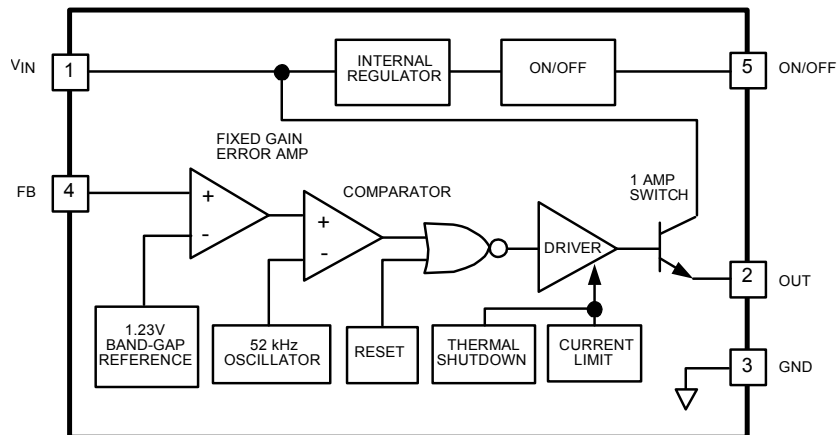 VIN
1
INTERNAL
REGULATOR
ON/OFF
5
ON/OFF
FIXED GAIN
ERROR AMP
FB
4
+
-
COMPARATOR
+
-
1 AMP
SWITCH
DRIVER
2
OUT
1.23V
BAND-GAP
REFERENCE
52 kHz
OSCILLATOR
RESET
THERMAL
SHUTDOWN
CURRENT
LIMIT
3
GND